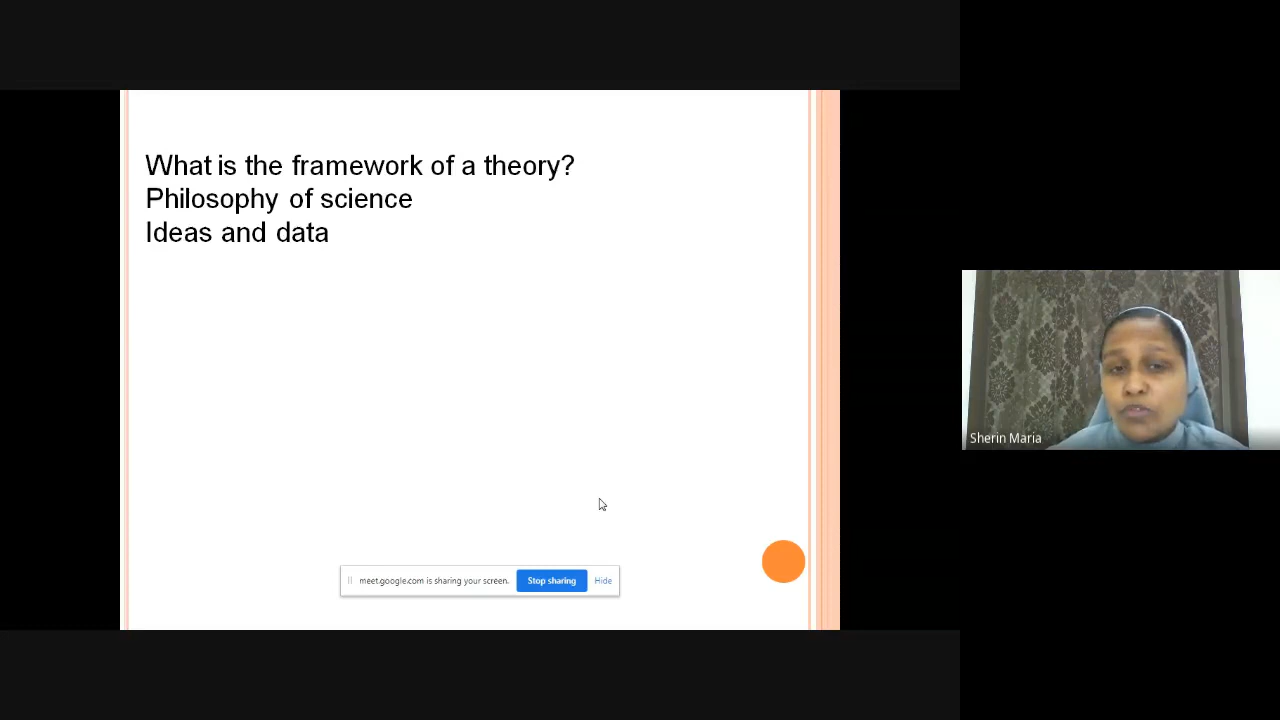 What is the framework of a theory?
Philosophy of science
Ideas and data
Sherin Maria
meet.google.com is sharing your screen. Stop sharing Hide